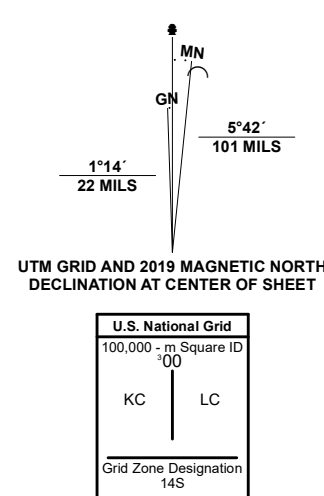 MN
GN
5°42´
101 MILS
1°14´
22 MILS
UTM GRID AND 2019 MAGNETIC NORTH
DECLINATION AT CENTER OF SHEET
U.S. National Grid
100,000 - m Square ID
³00
KC LC
Grid Zone Designation
14S